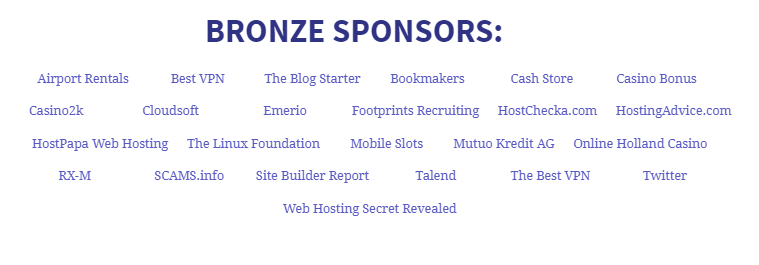 BRONZE SPONSORS:
Airport Rentals Best VPN The Blog Starter Bookmakers Cash Store Casino Bonus
Casino2k Cloudsoft Emerio Footprints Recruiting HostChecka.com HostingAdvice.com
HostPapa Web Hosting The Linux Foundation Mobile Slots Mutuo Kredit AG Online Holland Casino
RX-M SCAMS.info Site Builder Report Talend The Best VPN Twitter
Web Hosting Secret Revealed